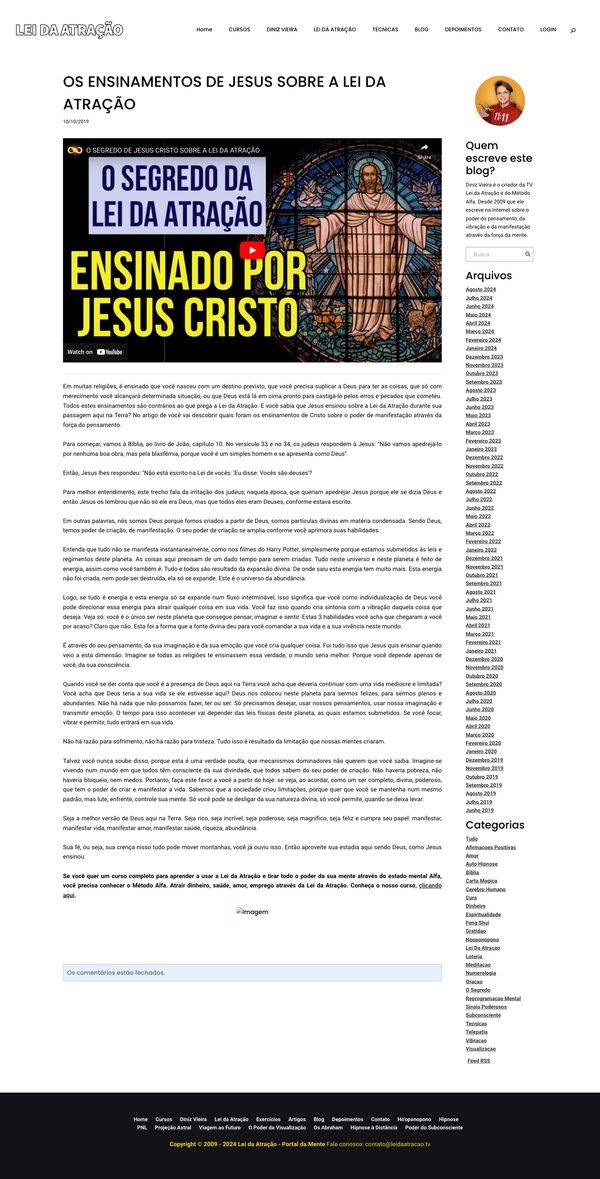 LEI DA ATRAÇÃO
Home CURSOS DINIZ VIEIRA LEI DA ATRAÇÃO TECNICAS BLOG DEPOIMENTOS CONTATO LOGIN
OS ENSINAMENTOS DE JESUS SOBRE A LEI DA
ATRAÇÃO
10/10/2019
O SEGREDO DE JESUS CRISTO SOBRE A LEI DA ATRAÇÃO
Share
O SEGREDO DA
LEI DA ATRAÇÃO
ENSINADO POR
JESUS CRISTO
Watch on YouTube
Em muitas religiões, é ensinado que você nasceu com um destino previsto, que você precisa suplicar a Deus para ter as coisas, que só com
merecimento você alcançará determinada situação, ou que Deus está lá em cima pronto para castigá-lo pelos erros e pecados que cometeu.
Todos estes ensinamentos são contrários ao que prega a Lei da Atração. E você sabia que Jesus ensinou sobre a Lei da Atração durante sua
passagem aqui na Terra? No artigo de você vai descobrir quais foram os ensinamentos de Cristo sobre o poder de manifestação através da
força do pensamento.
Para começar, vamos à Bíblia, ao livro de João, capítulo 10. No versículo 33 e no 34, os judeus respondem à Jesus: "Não vamos apedrejá-lo
por nenhuma boa obra, mas pela blasfêmia, porque você é um simples homem e se apresenta como Deus".
Então, Jesus lhes respondeu: "Não está escrito na Lei de vocês: 'Eu disse: Vocês são deuses'?
Para melhor entendimento, este trecho fala da irritação dos judeus, naquela época, que queriam apedrejar Jesus porque ele se dizia Deus e
então Jesus os lembrou que não só ele era Deus, mas que todos eles eram Deuses, conforme estava escrito.
Em outras palavras, nós somos Deus porque fomos criados a partir de Deus, somos partículas divinas em matéria condensada. Sendo Deus,
temos poder de criação, de manifestação. O seu poder de criação se amplia conforme você aprimora suas habilidades.
Entenda que tudo não se manifesta instantaneamente, como nos filmes do Harry Potter, simplesmente porque estamos submetidos às leis e
regimentos deste planeta. As coisas aqui precisam de um dado tempo para serem criadas. Tudo neste universo e neste planeta é feito de
energia, assim como você também é. Tudo e todos são resultado da expansão divina. De onde saiu esta energia tem muito mais. Esta energia
não foi criada, nem pode ser destruída, ela só se expande. Este é o universo da abundância.
Logo, se tudo é energia e esta energia só se expande num fluxo interminável, isso significa que você como individualização de Deus você
pode direcionar essa energia para atrair qualquer coisa em sua vida. Você faz isso quando cria sintonia com a vibração daquela coisa que
deseja. Veja só: você é o único ser neste planeta que consegue pensar, imaginar e sentir. Estas 3 habilidades você acha que chegaram a você
por acaso? Claro que não. Esta foi a forma que a fonte divina deu para você comandar a sua vida e a sua vivência neste mundo.
É através do seu pensamento, da sua imaginação e da sua emoção que você cria qualquer coisa. Foi tudo isso que Jesus quis ensinar quando
veio a esta dimensão. Imagine se todas as religiões te ensinassem essa verdade, o mundo seria melhor. Porque você depende apenas de
você, da sua consciência.
Quando você se der conta que você é a presença de Deus aqui na Terra você acha que deveria continuar com uma vida medíocre e limitada?
Você acha que Deus teria a sua vida se ele estivesse aqui? Deus nos colocou neste planeta para sermos felizes, para sermos plenos e
abundantes. Não há nada que não possamos fazer, ter ou ser. Só precisamos desejar, usar nossos pensamentos, usar nossa imaginação e
transmitir emoção. O tempo para isso acontecer vai depender das leis físicas deste planeta, as quais estamos submetidos. Se você focar,
vibrar e permitir, tudo entrará em sua vida.
Não há razão para sofrimento, não há razão para tristeza. Tudo isso é resultado da limitação que nossas mentes criaram.
Talvez você nunca soube disso, porque esta é uma verdade oculta, que mecanismos dominadores não querem que você saiba. Imagine-se
vivendo num mundo em que todos têm consciente da sua divindade, que todos sabem do seu poder de criação. Não haveria pobreza, não
haveria bloqueio, nem medos. Portanto, faça este favor a você a partir de hoje: se veja, ao acordar, como um ser completo, divino, poderoso,
que tem o poder de criar e manifestar a vida. Sabemos que a sociedade criou limitações, porque quer que você se mantenha num mesmo
padrão, mas lute, enfrente, controle sua mente. Só você pode se desligar da sua natureza divina, só você permite, quando se deixa levar.
Seja a melhor versão de Deus aqui na Terra. Seja rico, seja incrível, seja poderoso, seja magnífico, seja feliz e cumpra seu papel: manifestar,
manifestar vida, manifestar amor, manifestar saúde, riqueza, abundância.
Sua fé, ou seja, sua crença nisso tudo pode mover montanhas, você já ouviu isso. Então aproveite sua estadia aqui sendo Deus, como Jesus
ensinou.
Se você quer um curso completo para aprender a usar a Lei da Atração e tirar todo o poder da sua mente através do estado mental Alfa,
você precisa conhecer o Método Alfa. Atrair dinheiro, saúde, amor, emprego através da Lei da Atração. Conheça o nosso curso, clicando
aqui.
Imagem
Os comentários estão fechados.
11:11
Quem
escreve este
blog?
Diniz Vieira é o criador da TV
Lei da Atração e do Método
Alfa. Desde 2009 que ele
escreve na Internet sobre o
poder do pensamento, da
vibração e da manifestação
através da força da mente.
Busca
Arquivos
Agosto 2024
Julho 2024
Junho 2024
Maio 2024
Abril 2024
Março 2024
Fevereiro 2024
Janeiro 2024
Dezembro 2023
Novembro 2023
Outubro 2023
Setembro 2023
Agosto 2023
Julho 2023
Junho 2023
Maio 2023
Abril 2023
Março 2023
Fevereiro 2023
Janeiro 2023
Dezembro 2022
Novembro 2022
Outubro 2022
Setembro 2022
Agosto 2022
Julho 2022
Junho 2022
Maio 2022
Abril 2022
Março 2022
Fevereiro 2022
Janeiro 2022
Dezembro 2021
Novembro 2021
Outubro 2021
Setembro 2021
Agosto 2021
Julho 2021
Junho 2021
Maio 2021
Abril 2021
Março 2021
Fevereiro 2021
Janeiro 2021
Dezembro 2020
Novembro 2020
Outubro 2020
Setembro 2020
Agosto 2020
Julho 2020
Junho 2020
Maio 2020
Abril 2020
Março 2020
Fevereiro 2020
Janeiro 2020
Dezembro 2019
Novembro 2019
Outubro 2019
Setembro 2019
Agosto 2019
Julho 2019
Junho 2019
Categorias
Tudo
Afirmacoes Positivas
Amor
Auto Hipnose
Bíblia
Carta Magica
Cerebro Humano
Cura
Dinheiro
Espiritualidade
Feng Shui
Gratidao
Hooponopono
Lei Da Atracao
Loteria
Meditacao
Numerologia
Oracao
O Segredo
Reprogramacao Mental
Sinais Poderosos
Subconsciente
Tecnicas
Telepatia
Vibracao
Visualizacao
Feed RSS
Home Cursos Diniz Vieira Lei da Atração Exercícios Artigos Blog Depoimentos Contato Ho'oponopono Hipnose
PNL Projeção Astral Viagem ao Futuro O Poder da Visualização Os Abraham Hipnose à Distância Poder do Subconsciente
Copyright © 2009 - 2024 Lei da Atração - Portal da Mente Fale conosco: contato@leidaatracao.tv